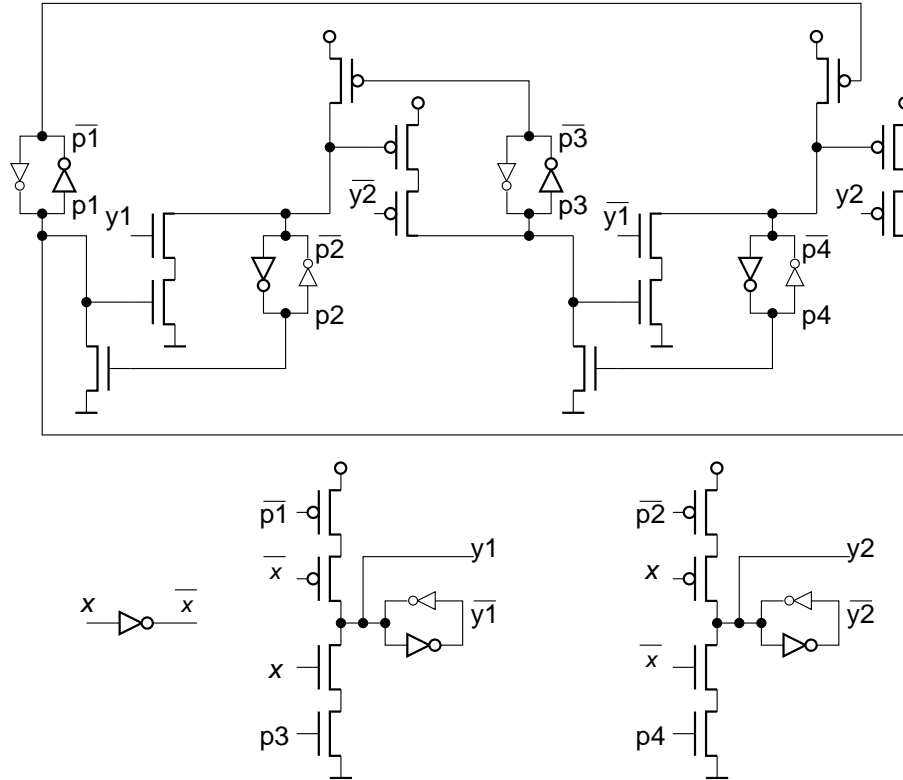 p1̅ p3̅
p1 y1 y2̅ p3 y1̅ y2
p2̅ p4̅
p2 p4
p1̅ p2̅
x̅ y1 x y2
x x̅ y1̅ y2̅
x x̅
p3 p4